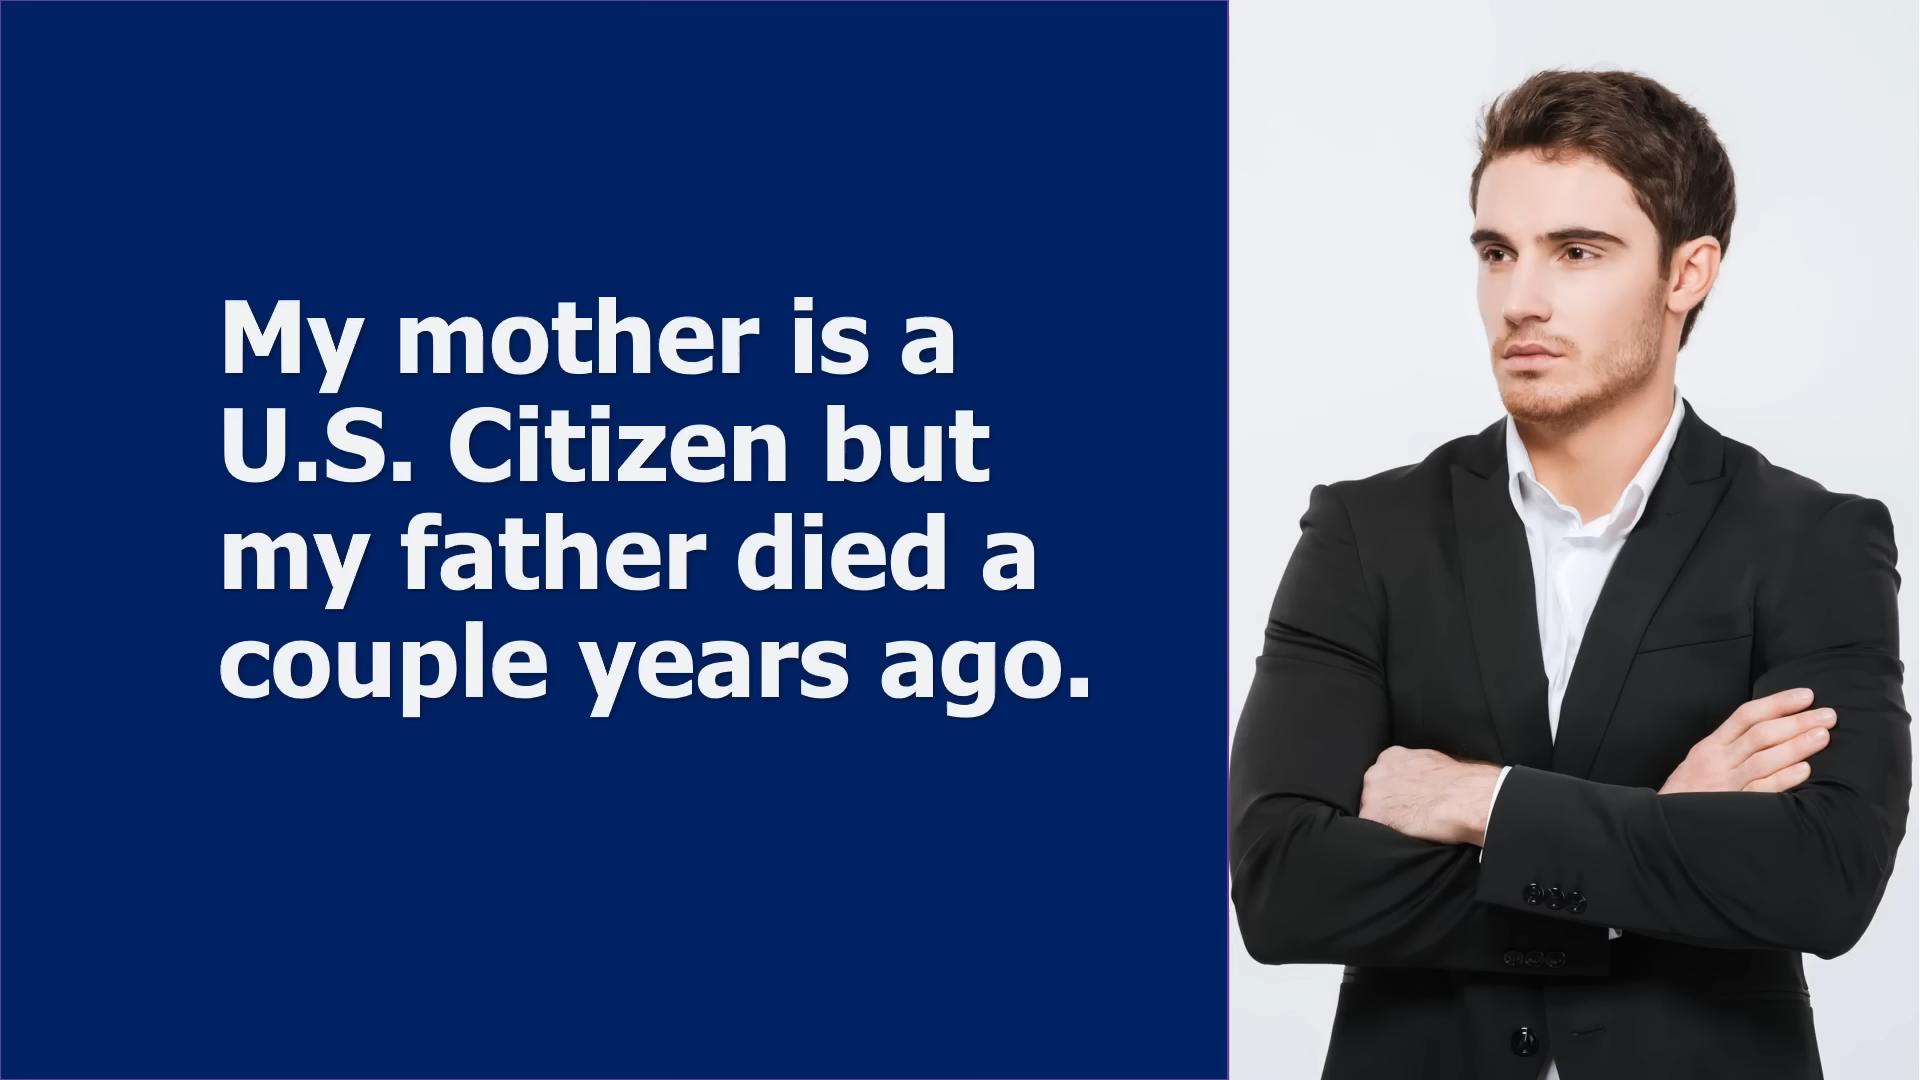 My mother is a
U.S. Citizen but
my father died a
couple years ago.